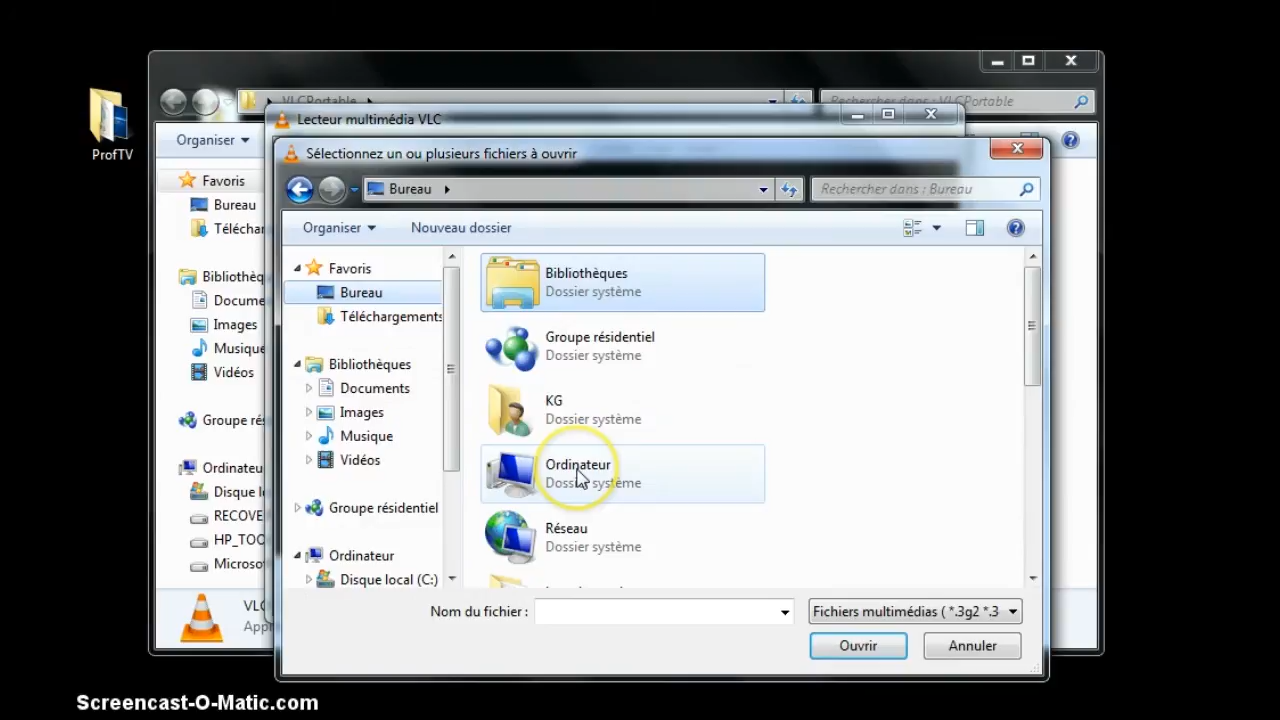 ProfTV
VLCPortable
Rechercher dans : VLCPortable
Organiser
Favoris
Bureau
Téléchar
Bibliothèq
Docume
Images
Musique
Vidéos
Groupe rés
Ordinateur
Disque l
RECOVE
HP_TOO
Microso
VLC
App
Lecteur multimédia VLC
Sélectionnez un ou plusieurs fichiers à ouvrir
Bureau
Rechercher dans : Bureau
Organiser
Nouveau dossier
Favoris
Bureau
Téléchargements
Bibliothèques
Documents
Images
Musique
Vidéos
Groupe résidentiel
Ordinateur
Disque local (C:)
Bibliothèques
Dossier système
Groupe résidentiel
Dossier système
KG
Dossier système
Ordinateur
Dossier système
Réseau
Dossier système
Nom du fichier :
Fichiers multimédias ( *.3g2 *.3
Ouvrir
Annuler
Screencast-O-Matic.com